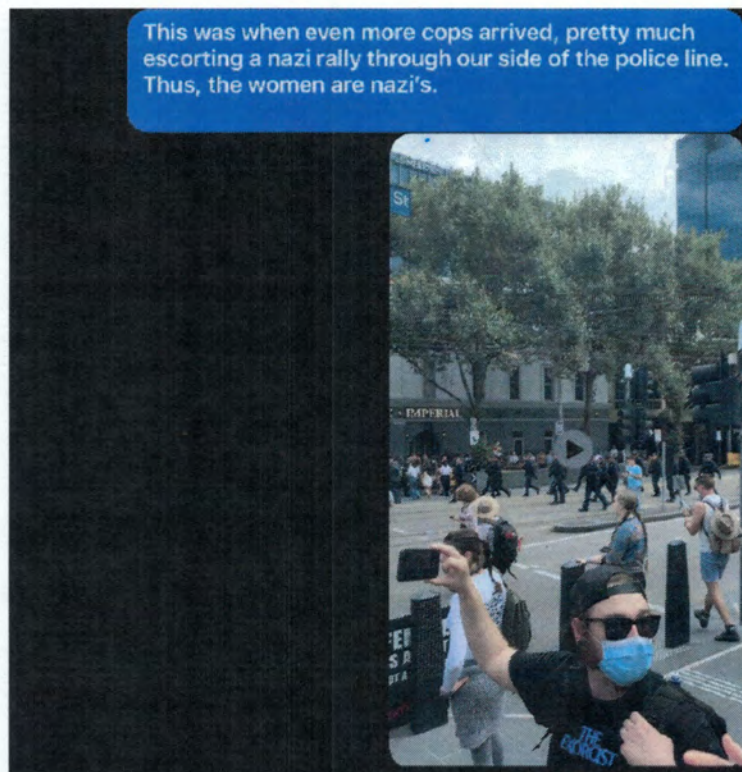 This was when even more cops arrived, pretty much
escorting a nazi rally through our side of the police line.
Thus, the women are nazi's.
St
IMPERIAL
THE
EXORCIST